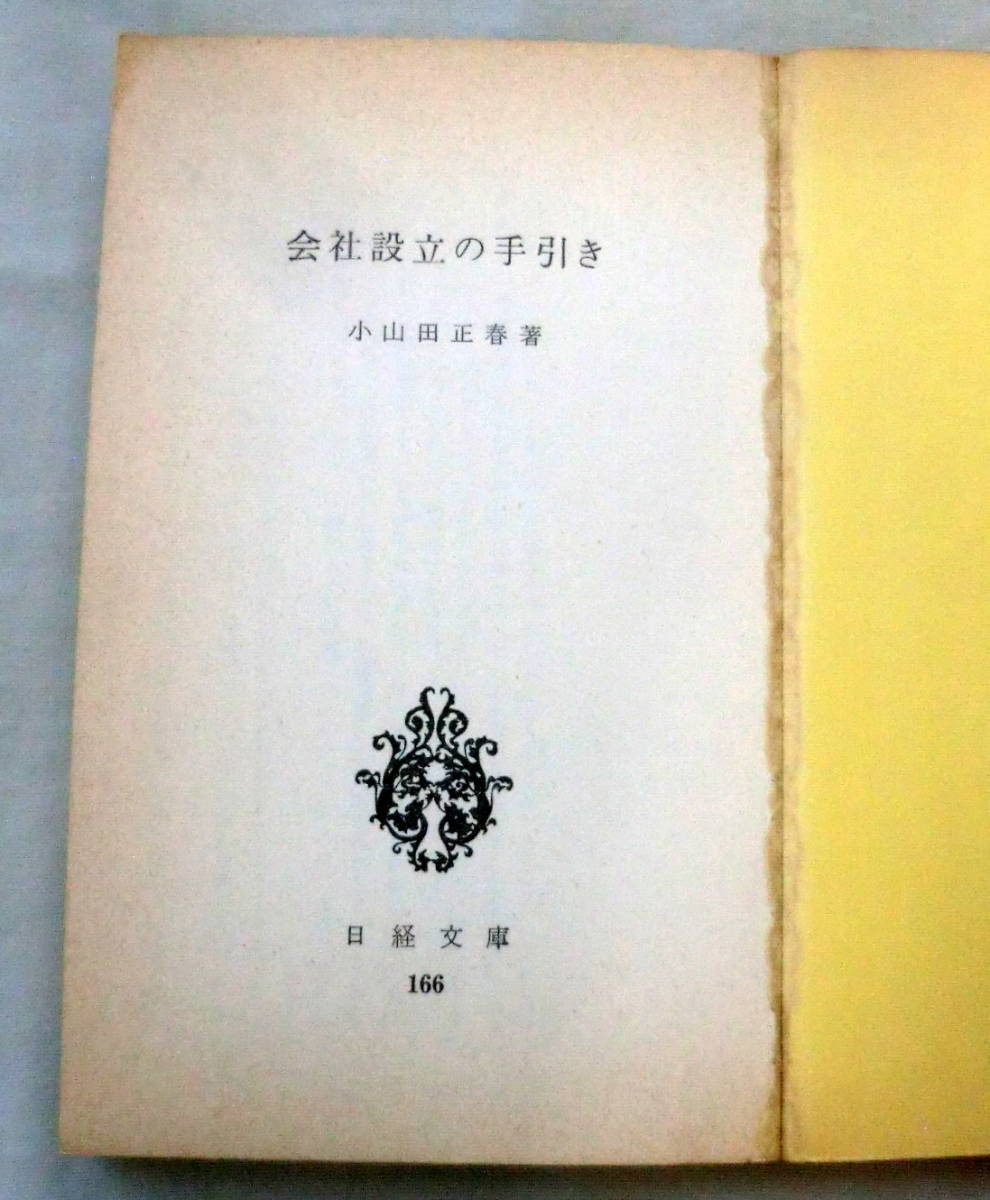 会社設立の手引き
小山田正春著
日経文庫
166